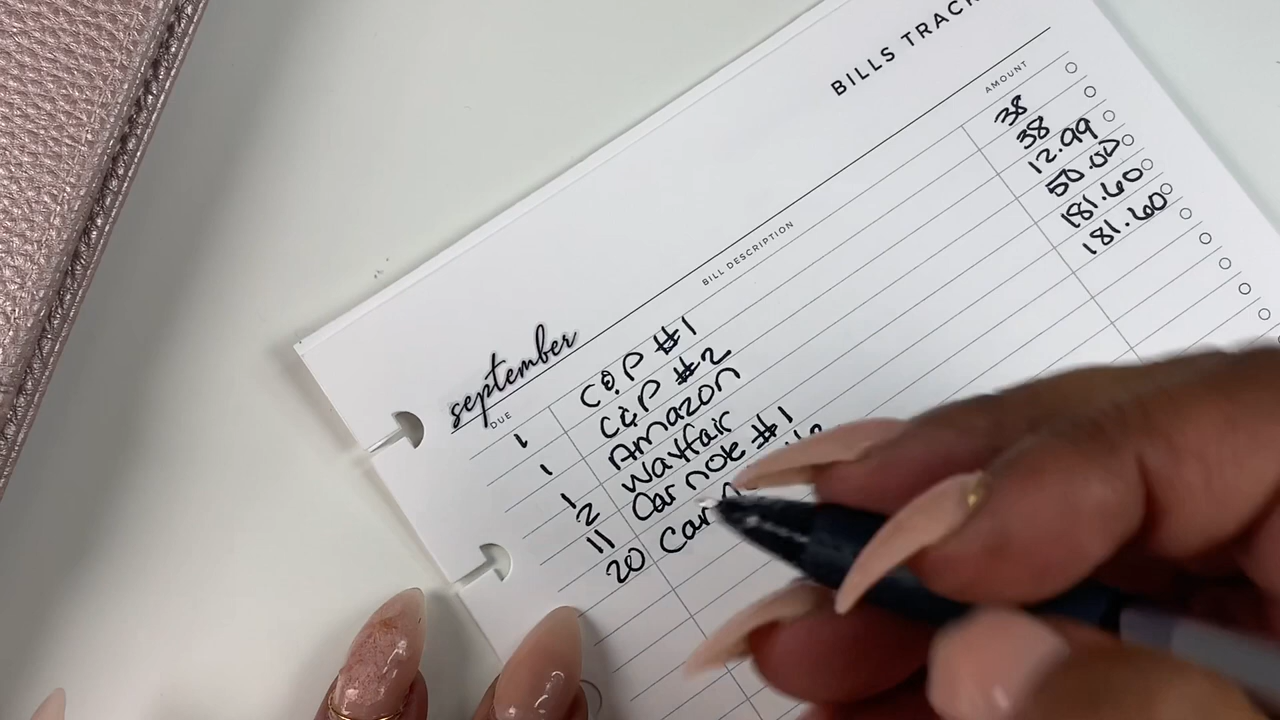 BILLS TRACK
september
DUE BILL DESCRIPTION AMOUNT
1 C&P #1 38
1 C&P #2 38
1 Amazon 12.99
2 Wayfair 50.00
11 Car note #1 181.60
20 Car 181.60